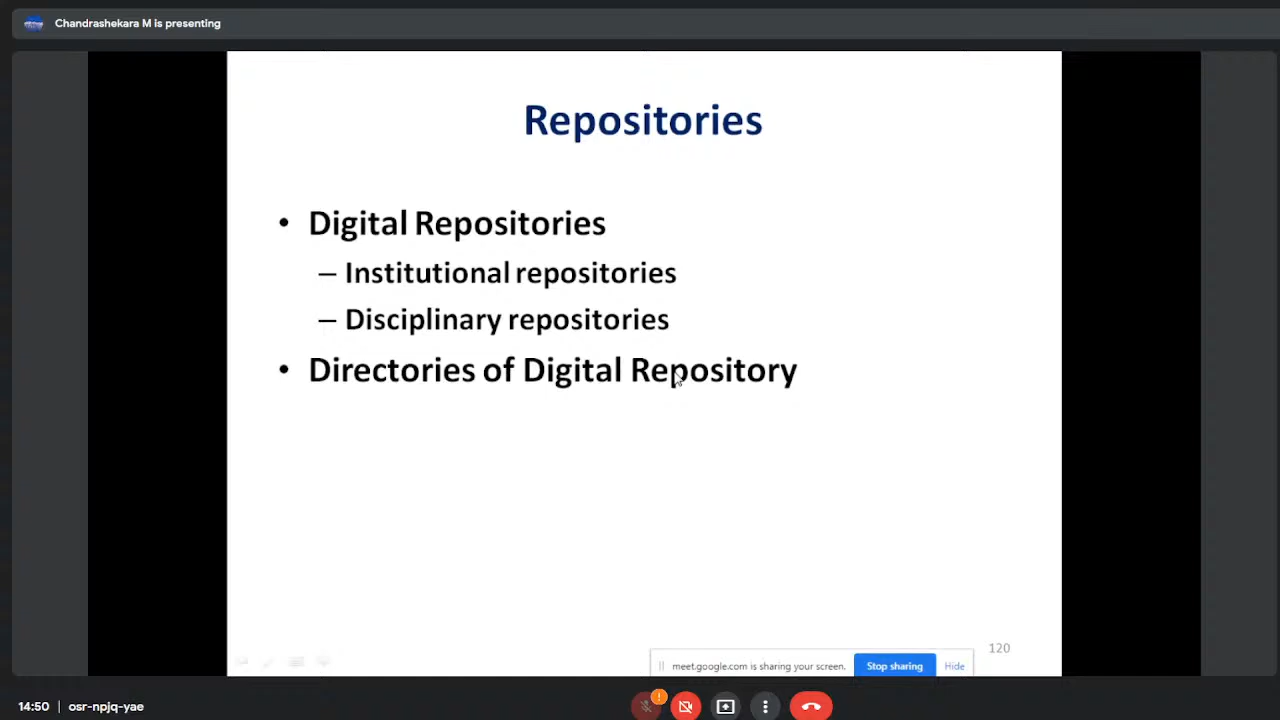 Chandrashekara M is presenting
Repositories
• Digital Repositories
– Institutional repositories
– Disciplinary repositories
• Directories of Digital Repository
120
meet.google.com is sharing your screen. Stop sharing Hide
14:50 | osr-npjq-yae